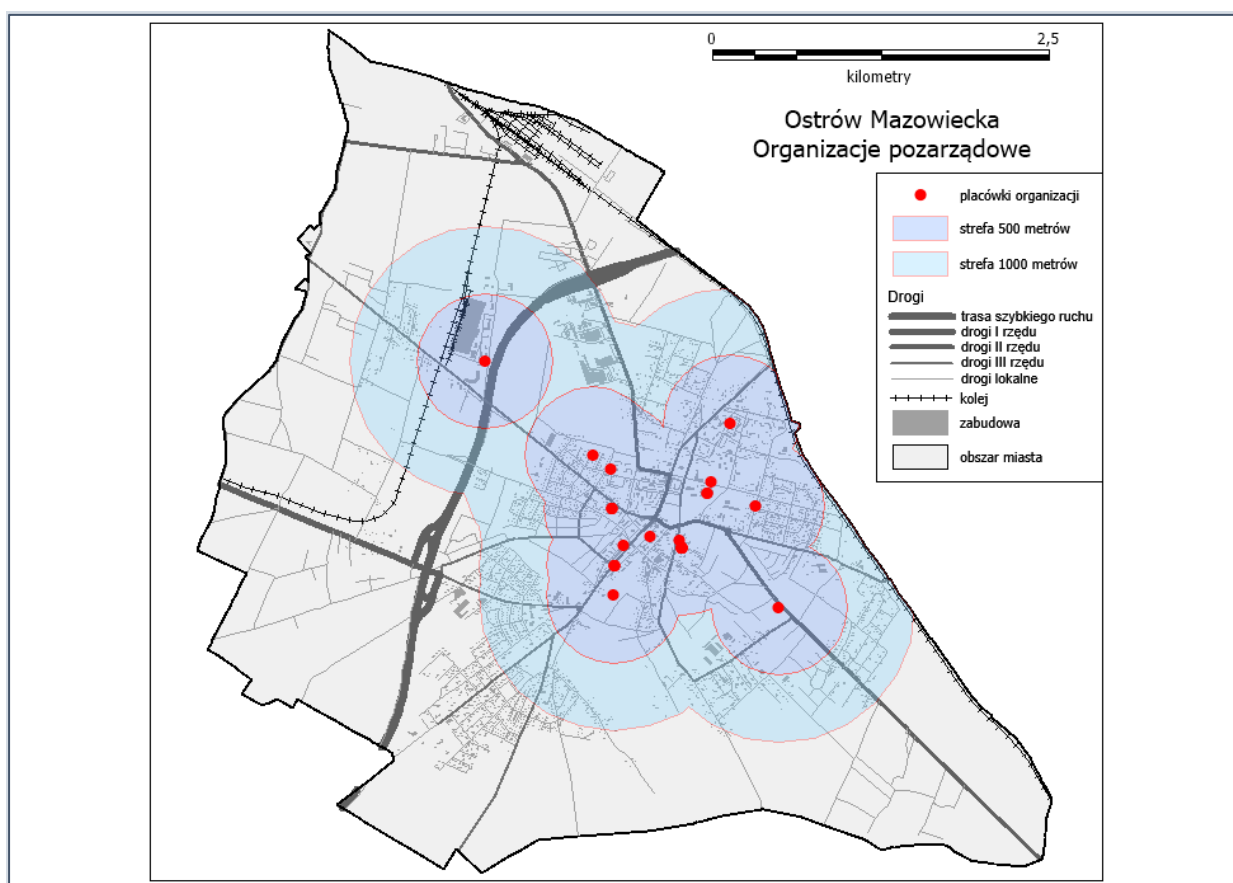 0 2,5
kilometry
Ostrów Mazowiecka
Organizacje pozarządowe
placówki organizacji
strefa 500 metrów
strefa 1000 metrów
Drogi
trasa szybkiego ruchu
drogi I rzędu
drogi II rzędu
drogi III rzędu
drogi lokalne
kolej
zabudowa
obszar miasta